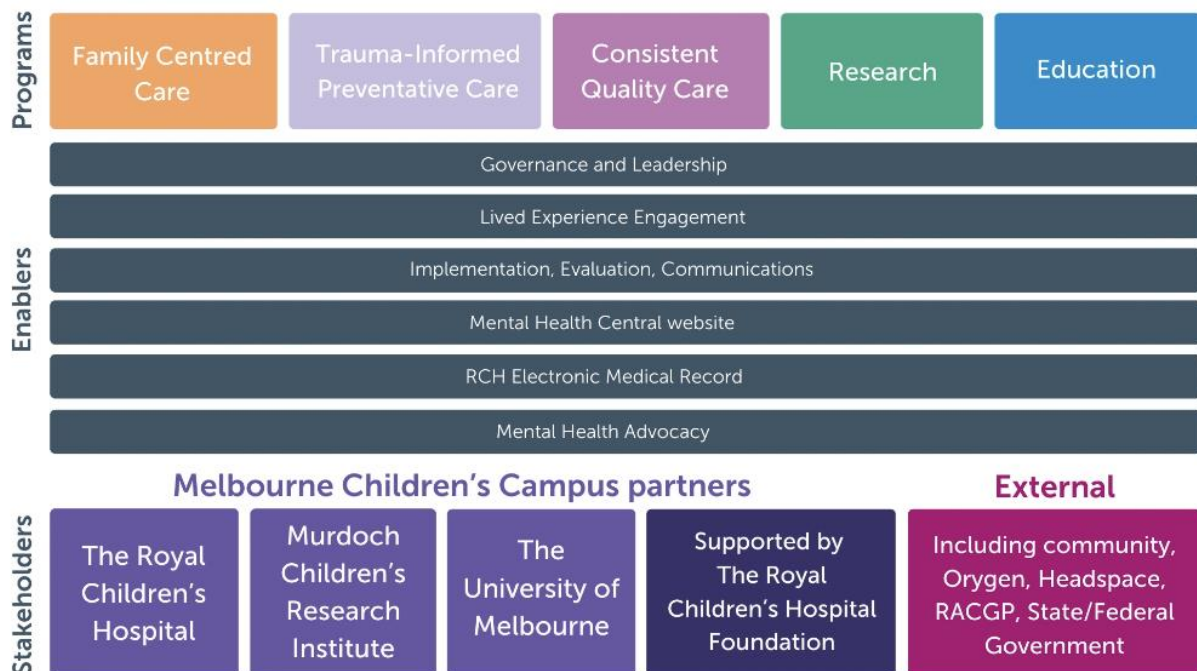 Programs
Family Centred
Care
Trauma-Informed
Preventative Care
Consistent
Quality Care
Research
Education
Enablers
Governance and Leadership
Lived Experience Engagement
Implementation, Evaluation, Communications
Mental Health Central website
RCH Electronic Medical Record
Mental Health Advocacy
Stakeholders
Melbourne Children's Campus partners
The Royal
Children's
Hospital
Murdoch
Children's
Research
Institute
The
University of
Melbourne
Supported by
The Royal
Children's Hospital
Foundation
External
Including community,
Orygen, Headspace,
RACGP, State/Federal
Government